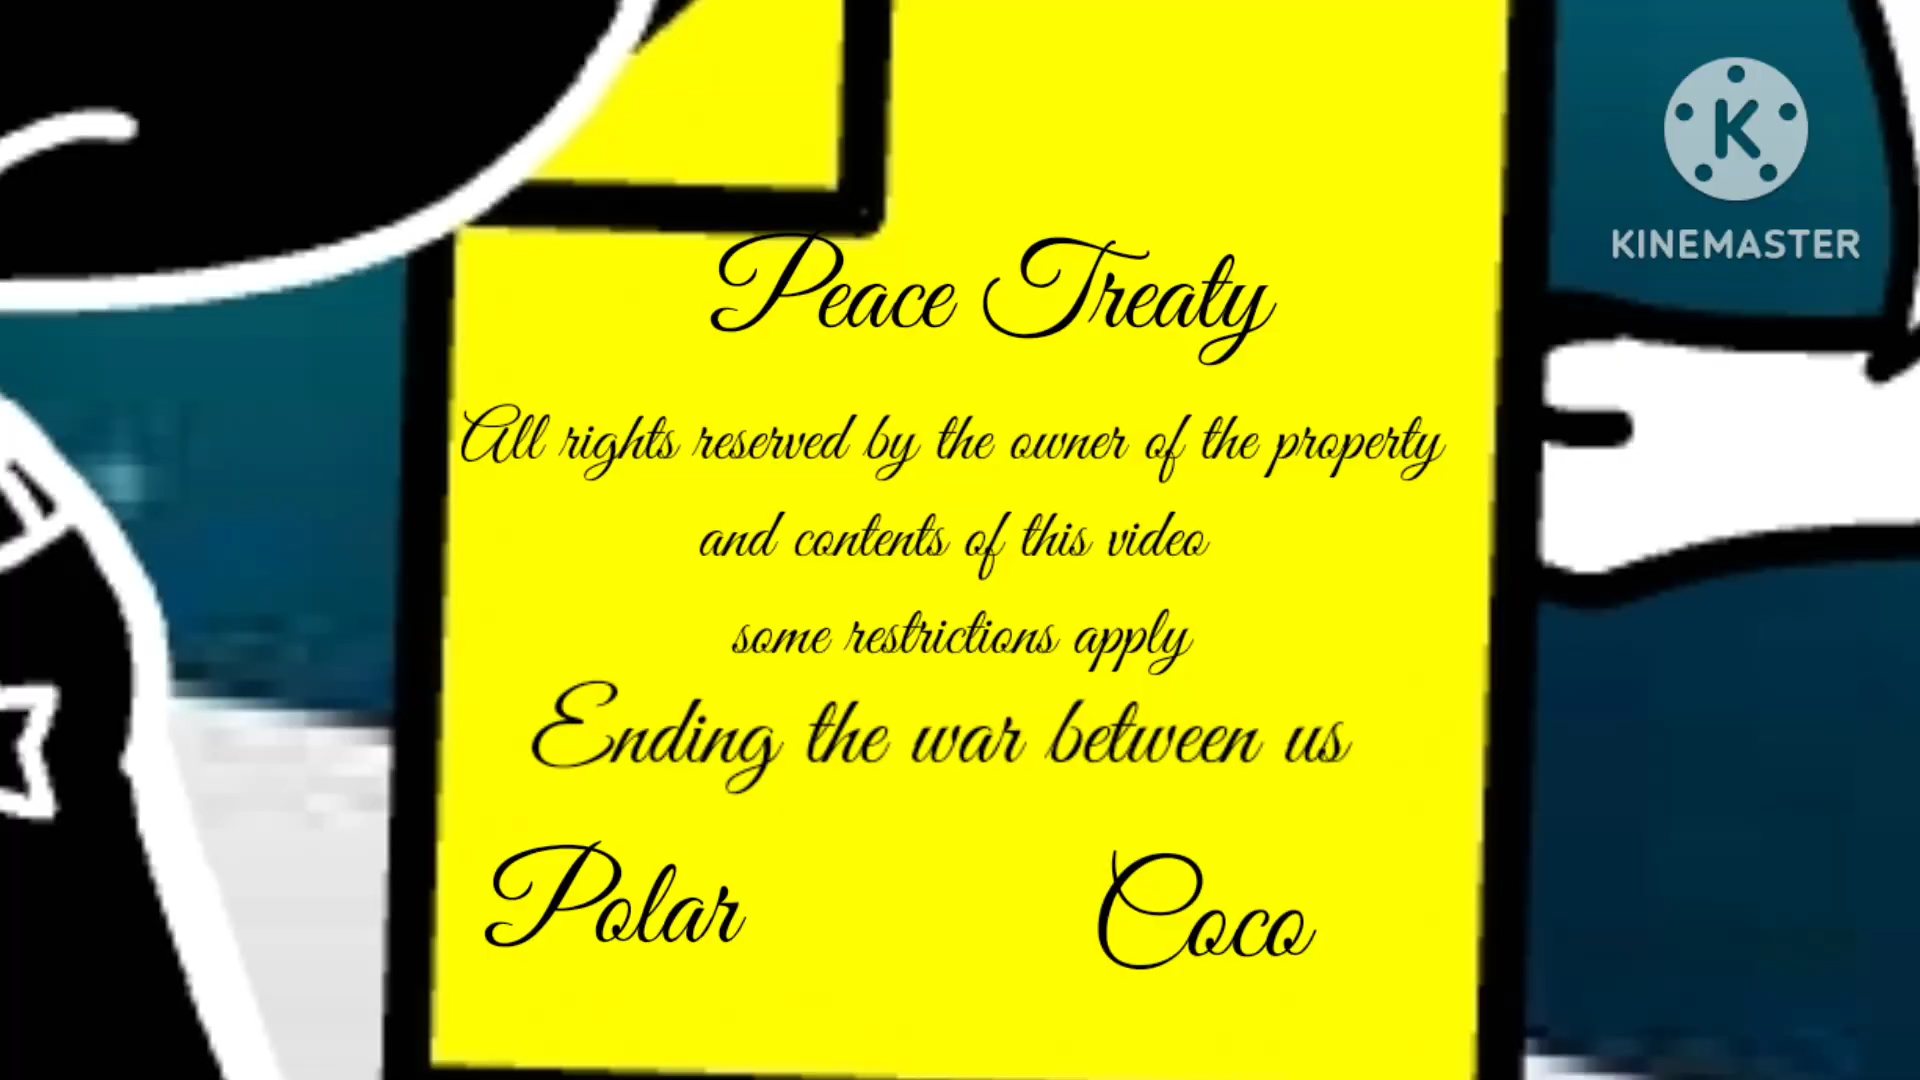 K
KINEMASTER
Peace Treaty
All rights reserved by the owner of the property
and contents of this video
some restrictions apply
Ending the war between us
Polar
Coco